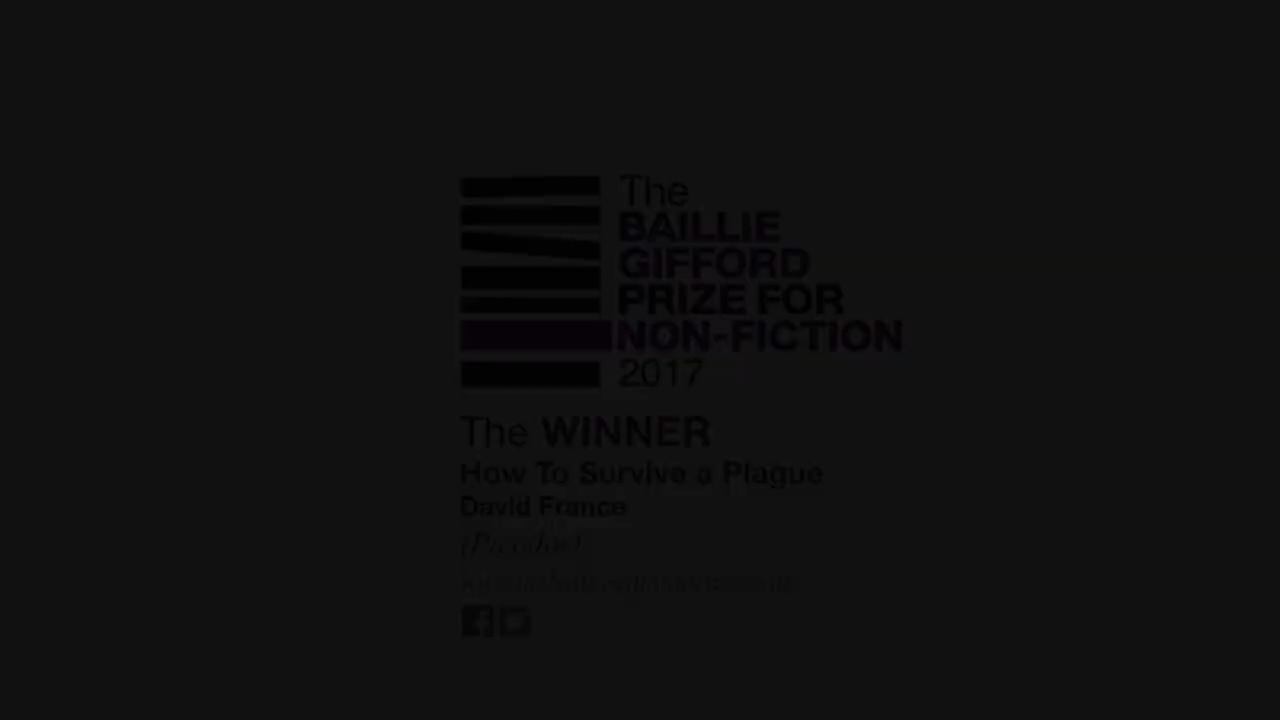 The
BAILLIE
GIFFORD
PRIZE FOR
NON-FICTION
2017
The WINNER
How To Survive a Plague
David France